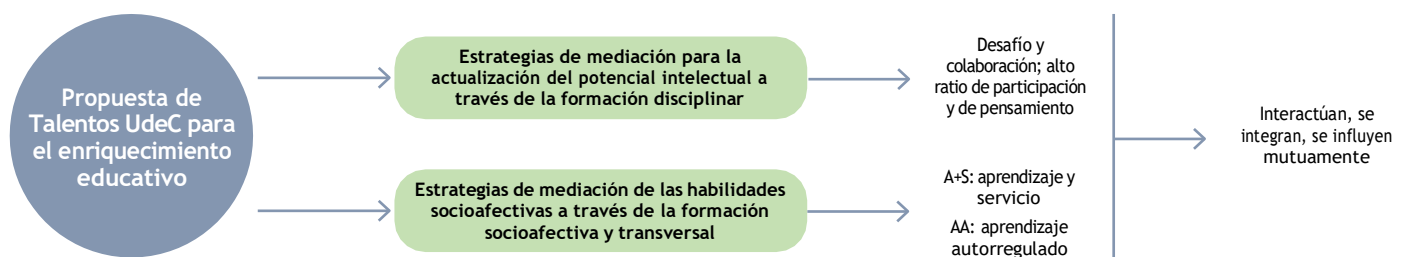 Propuesta de
Talentos UdeC para
el enriquecimiento
educativo
Estrategias de mediación para la
actualización del potencial intelectual a
través de la formación disciplinar
Desafío y
colaboración; alto
ratio de participación
y de pensamiento
Estrategias de mediación de las habilidades
socioafectivas a través de la formación
socioafectiva y transversal
A+S: aprendizaje y
servicio
AA: aprendizaje
autorregulado
Interactúan, se
integran, se influyen
mutuamente